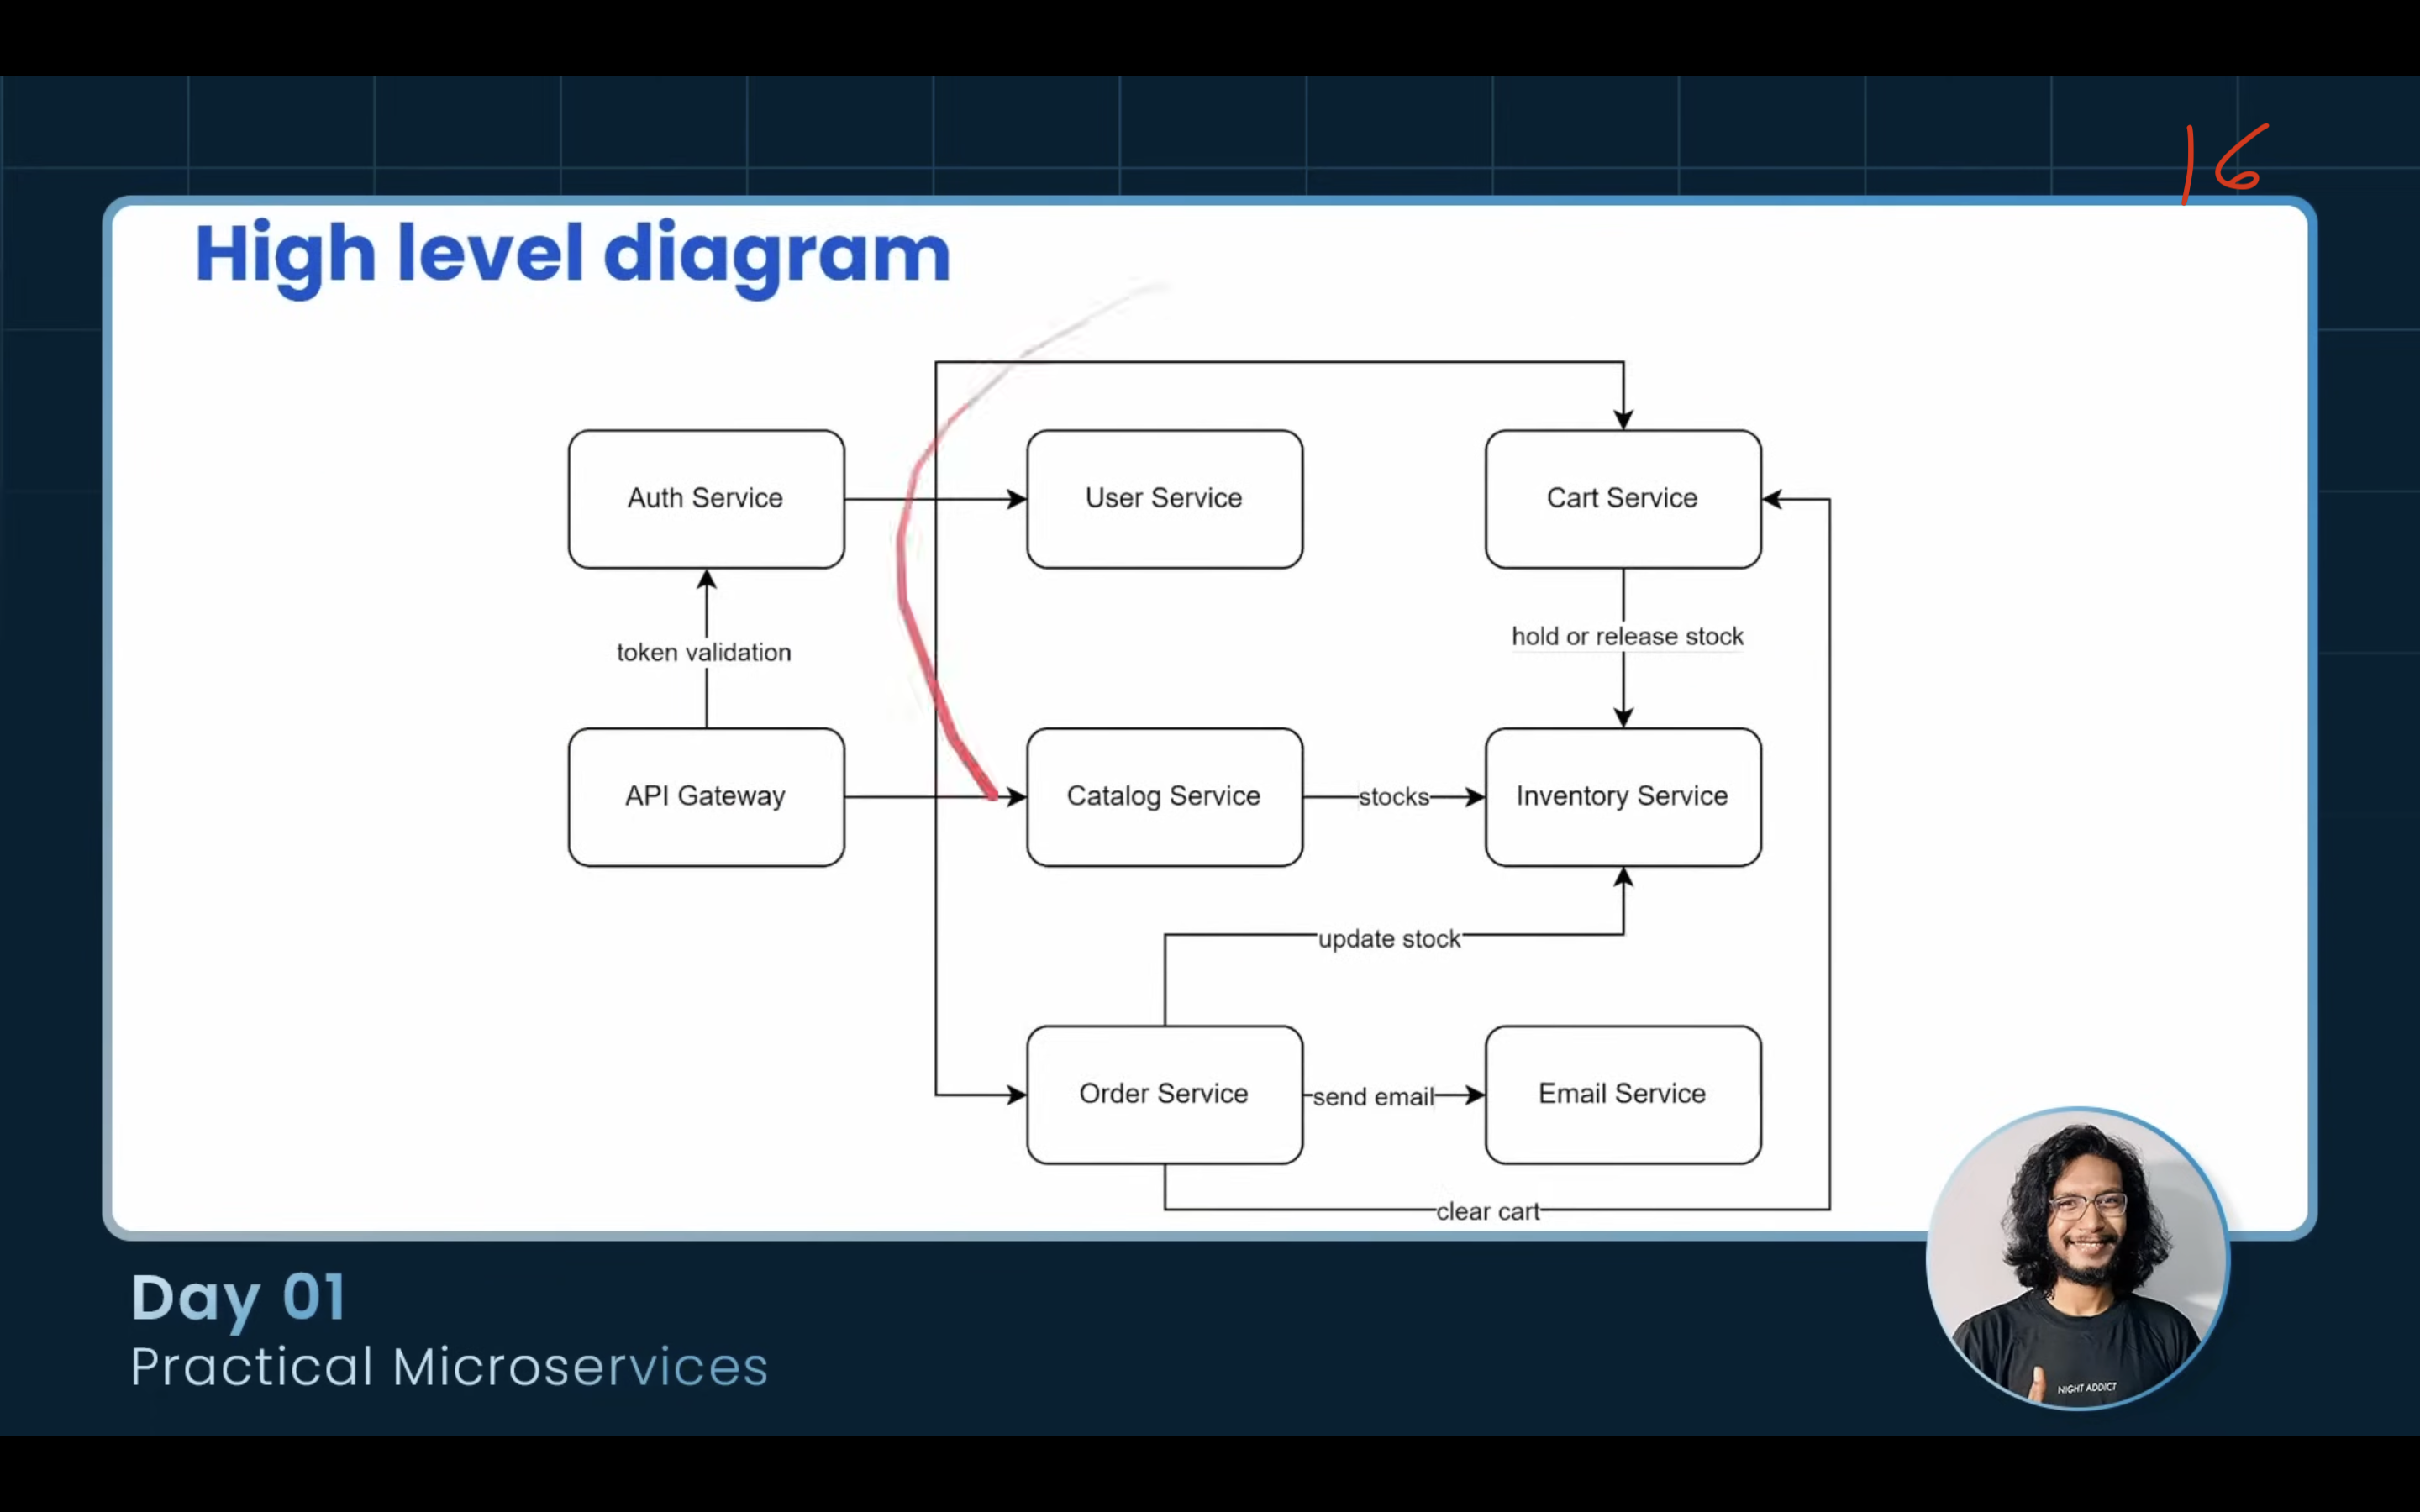 16
High level diagram
Auth Service
User Service
Cart Service
token validation
hold or release stock
API Gateway
Catalog Service
stocks
Inventory Service
update stock
Order Service
send email
Email Service
clear cart
Day 01
Practical Microservices
NIGHT ADDICT